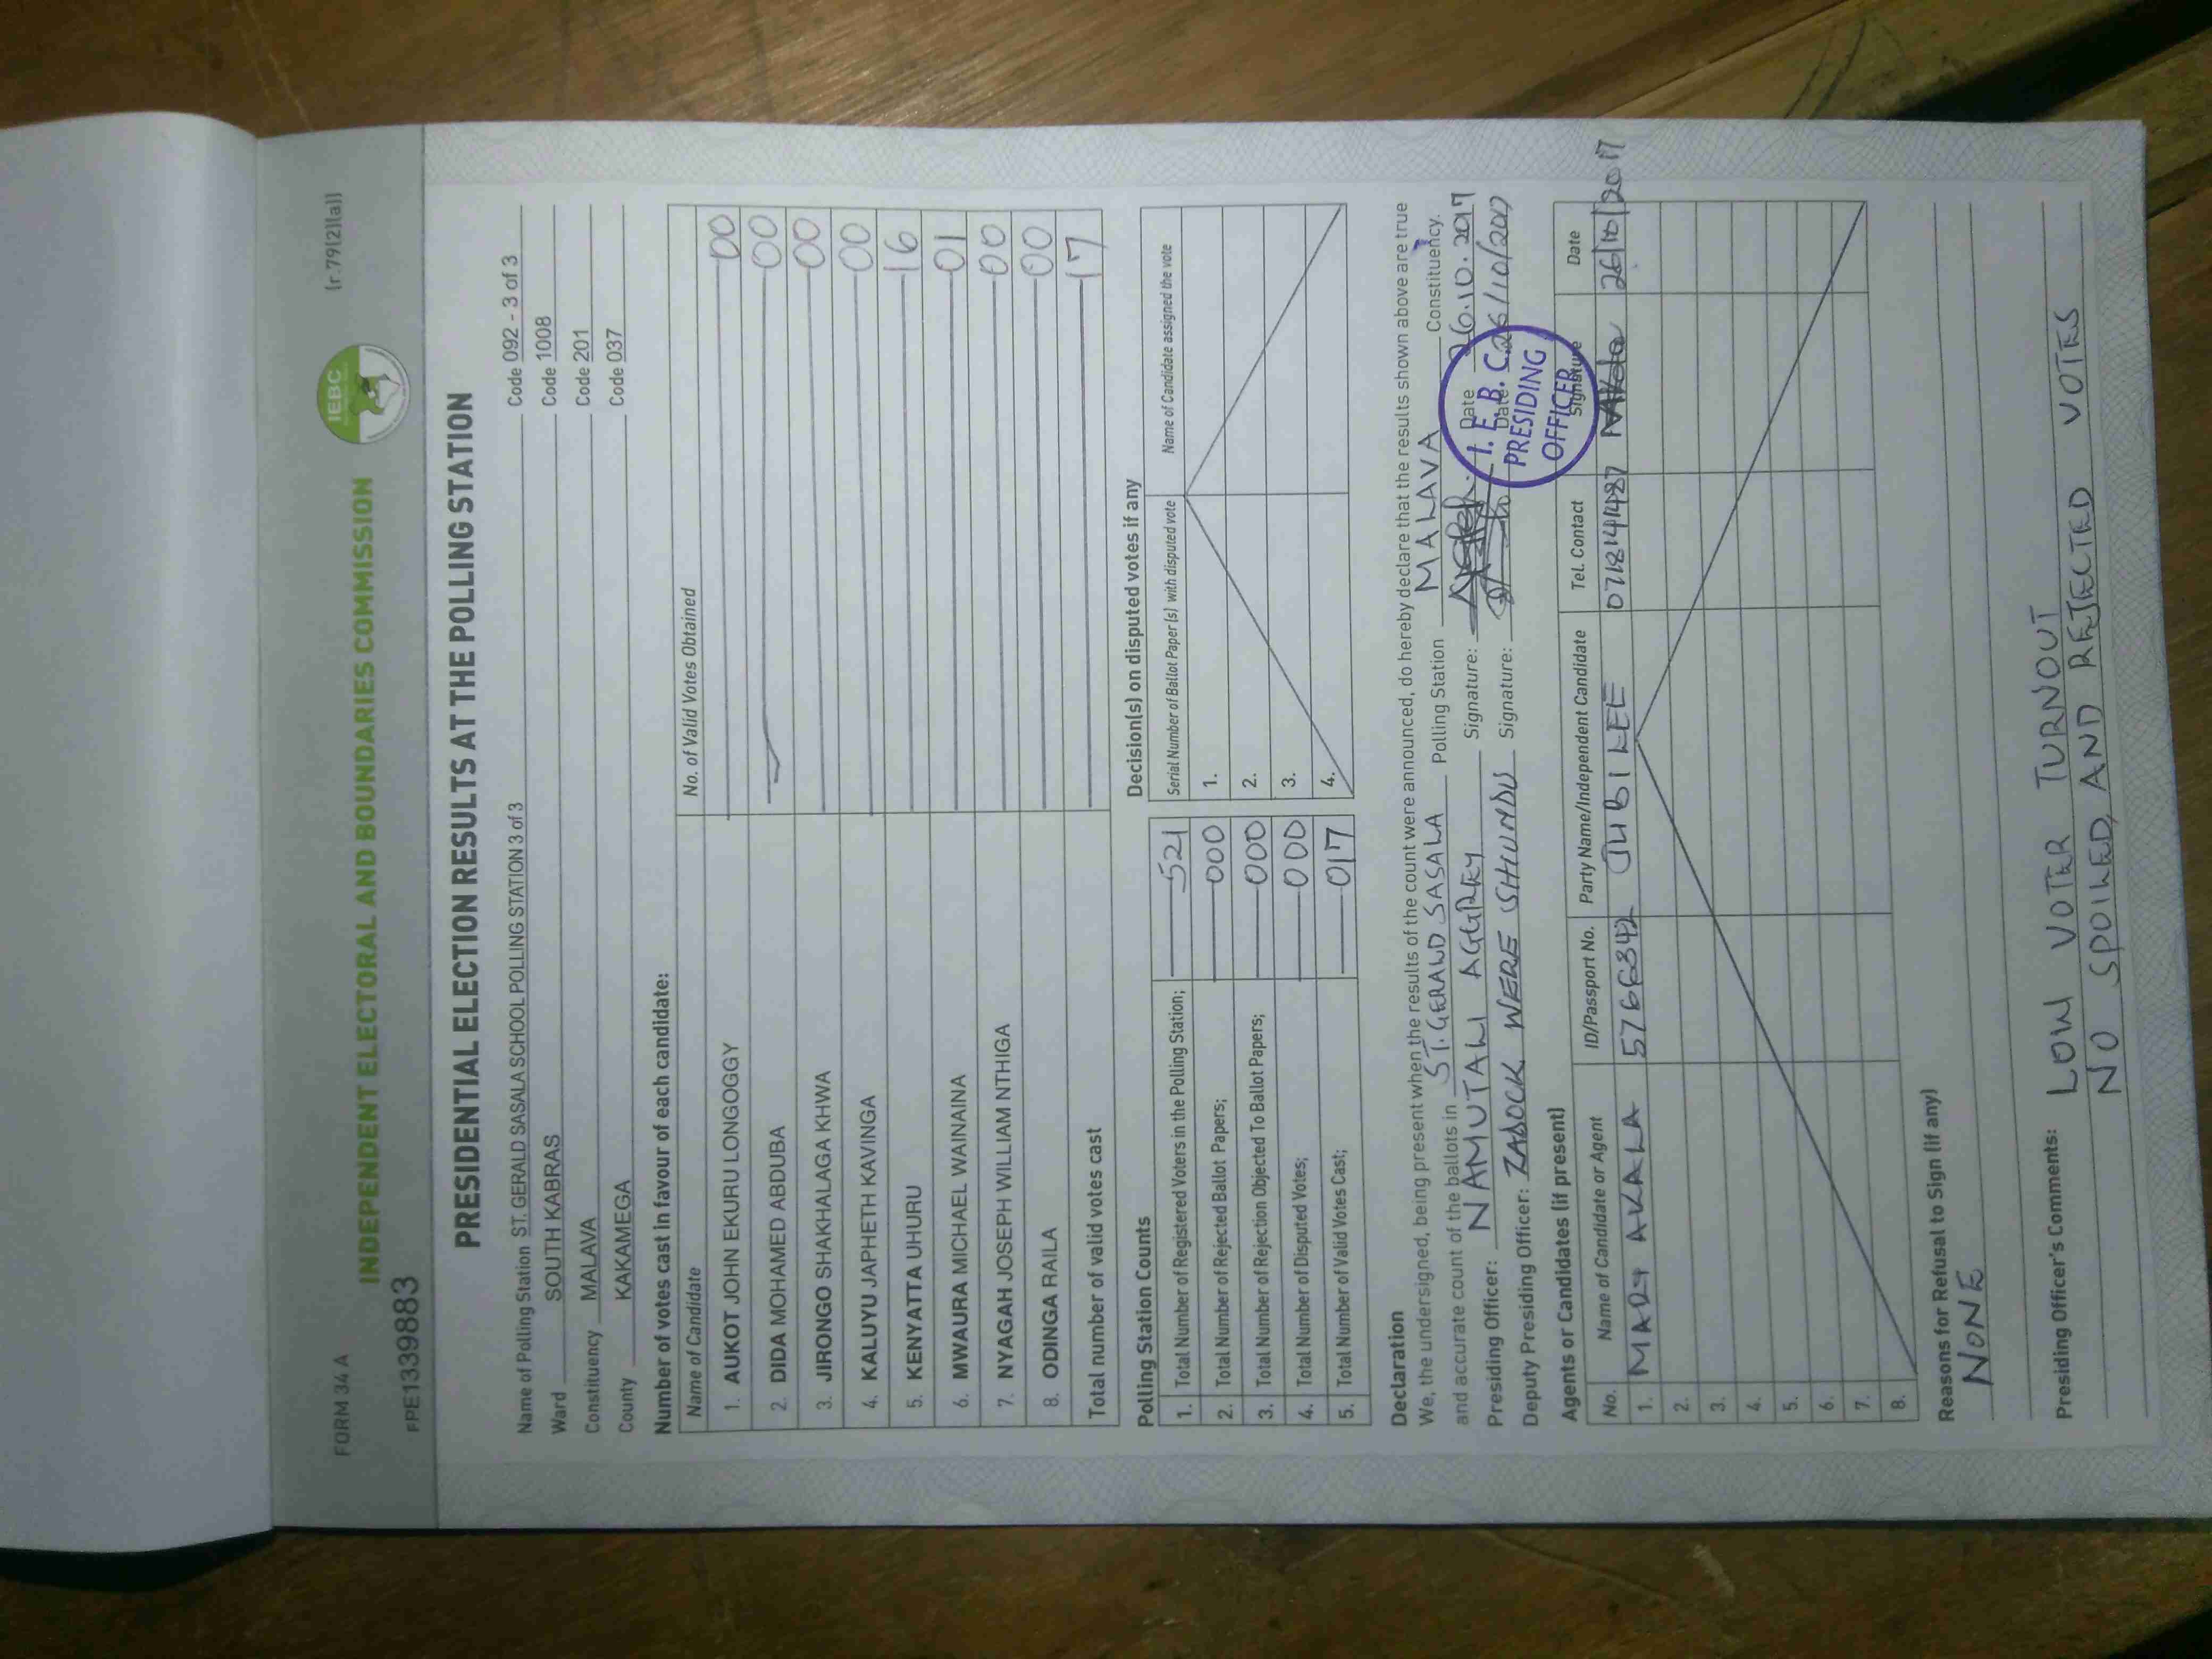 FORM 34 A
(r.79(2)(a))
IEBC
INDEPENDENT ELECTORAL AND BOUNDARIES COMMISSION
FPE1339883
PRESIDENTIAL ELECTION RESULTS AT THE POLLING STATION
Name of Polling Station ST. GERALD SASALA SCHOOL POLLING STATION 3 of 3 Code 092 - 3 of 3
Ward SOUTH KABRAS Code 1008
Constituency MALAVA Code 201
County KAKAMEGA Code 037
Number of votes cast in favour of each candidate:
Name of Candidate No. of Valid Votes Obtained
1. AUKOT JOHN EKURU LONGOGGY 00
2. DIDA MOHAMED ABDUBA 00
3. JIRONGO SHAKHALAGA KHWA 00
4. KALUYU JAPHETH KAVINGA 00
5. KENYATTA UHURU 16
6. MWAURA MICHAEL WAINAINA 01
7. NYAGAH JOSEPH WILLIAM NTHIGA 00
8. ODINGA RAILA 00
Total number of valid votes cast 17
Polling Station Counts
1. Total Number of Registered Voters in the Polling Station; 521
2. Total Number of Rejected Ballot Papers; 000
3. Total Number of Rejection Objected To Ballot Papers; 000
4. Total Number of Disputed Votes; 000
5. Total Number of Valid Votes Cast; 017
Decision(s) on disputed votes if any
Serial Number of Ballot Paper (s) with disputed vote Name of Candidate assigned the vote
1.
2.
3.
4.
Declaration
We, the undersigned, being present when the results of the count were announced, do hereby declare that the results shown above are true
and accurate count of the ballots in ST. GERAND SASALA Polling Station MALAVA Constituency.
Presiding Officer: NAMUTALI AGGREY Signature: Date 26.10.2017
Deputy Presiding Officer: ZADOCK WERE SHUNDU Signature: Date 26/10/2017
I.E.B.C.
PRESIDING
OFFICER
Agents or Candidates (if present)
No. Name of Candidate or Agent ID/Passport No. Party Name/Independent Candidate Tel. Contact Signature Date
1. MARY AKALA 5766842 JUBILEE 26/10/2017
2.
3.
4.
5.
6.
7.
8.
Reasons for Refusal to Sign (if any)
NONE
Presiding Officer's Comments: LOW VOTER TURNOUT
NO SPOILED, AND REJECTED VOTES